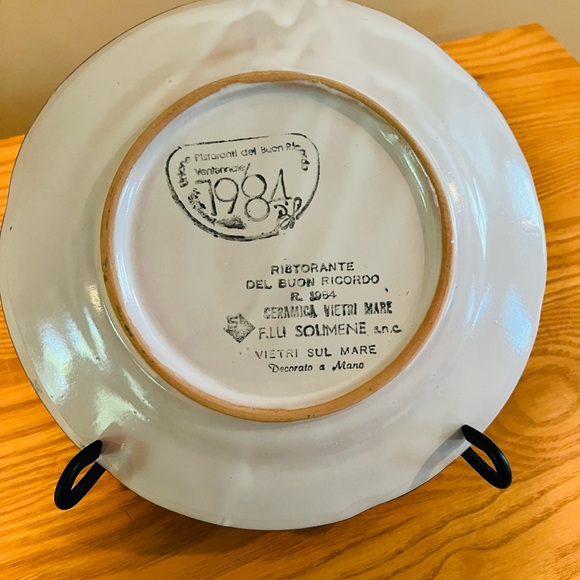 Unione Ristoranti del Buon Ricordo
Ventennale
1984
RISTORANTE
DEL BUON RICORDO
R. 1964
CERAMICA VIETRI MARE
F.LLI SOLIMENE s.n.c.
VIETRI SUL MARE
Decorato a Mano